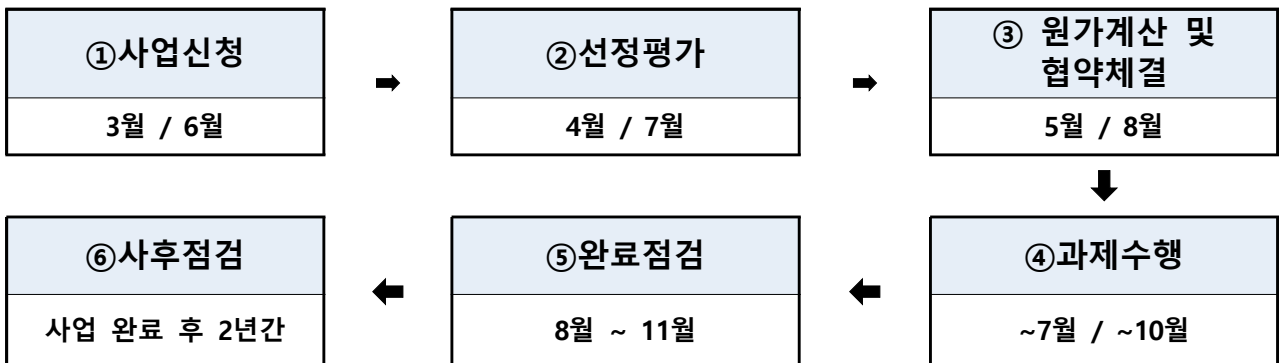 ①사업신청
3월 / 6월
②선정평가
4월 / 7월
③ 원가계산 및
협약체결
5월 / 8월
④과제수행
~7월 / ~10월
⑤완료점검
8월 ~ 11월
⑥사후점검
사업 완료 후 2년간